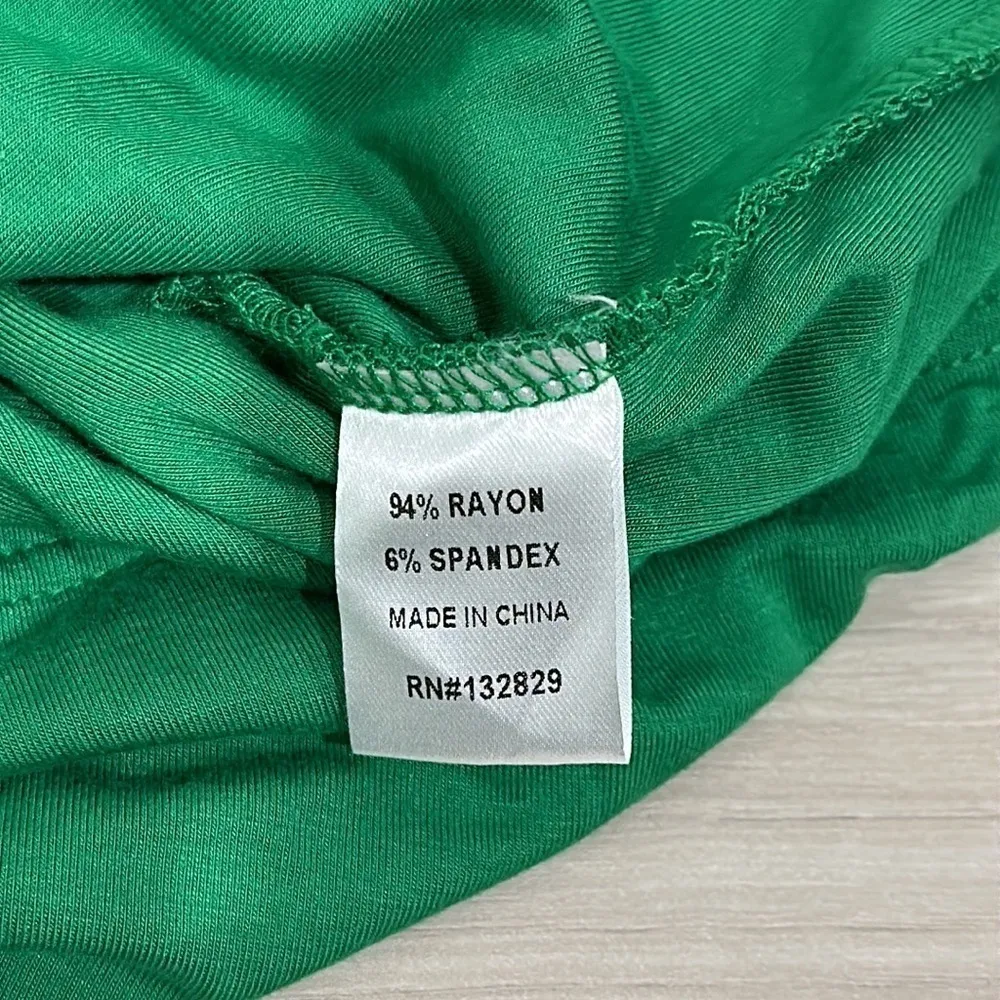 94% RAYON
6% SPANDEX
MADE IN CHINA
RN#132829